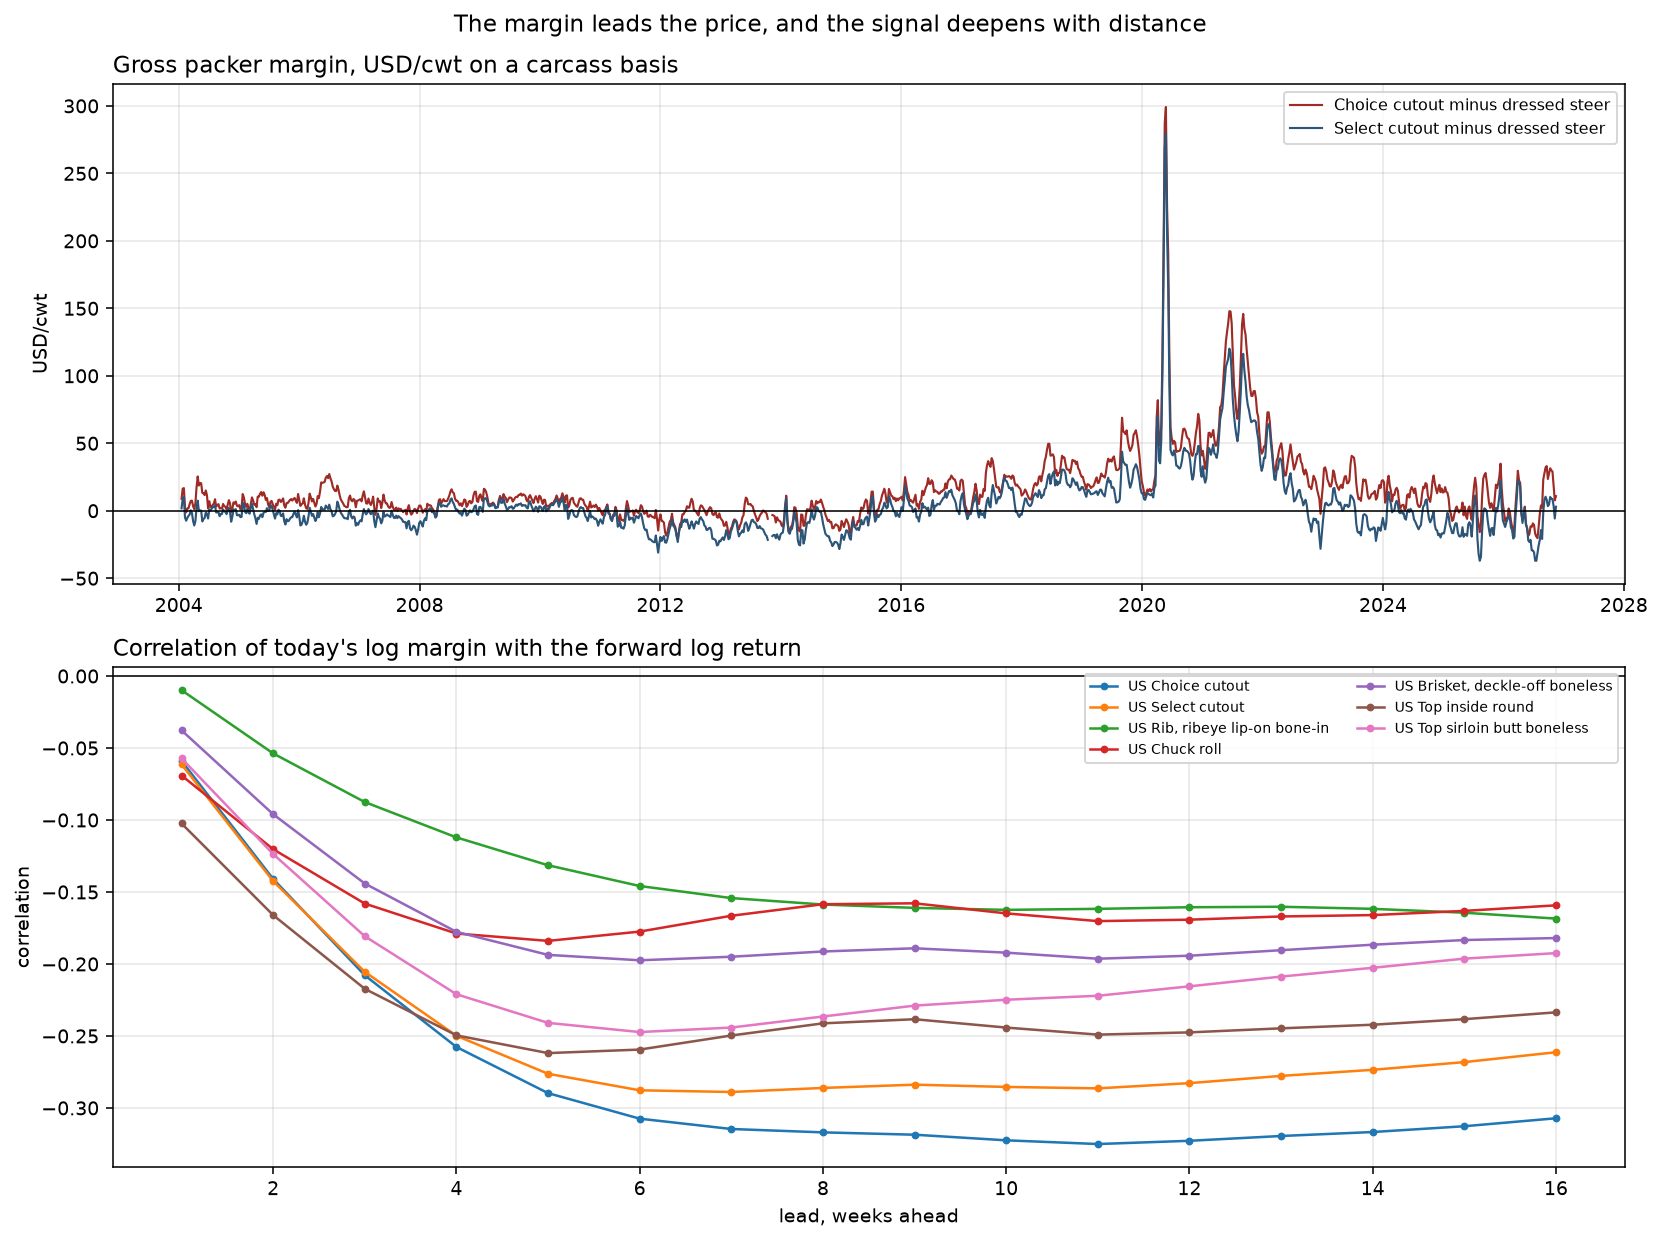 The margin leads the price, and the signal deepens with distance
Gross packer margin, USD/cwt on a carcass basis
300
250
200
150
100
50
0
−50
USD/cwt
Choice cutout minus dressed steer
Select cutout minus dressed steer
2004
2008
2012
2016
2020
2024
2028
Correlation of today's log margin with the forward log return
0.00
−0.05
−0.10
−0.15
−0.20
−0.25
−0.30
correlation
US Choice cutout
US Select cutout
US Rib, ribeye lip-on bone-in
US Chuck roll
US Brisket, deckle-off boneless
US Top inside round
US Top sirloin butt boneless
2
4
6
8
10
12
14
16
lead, weeks ahead